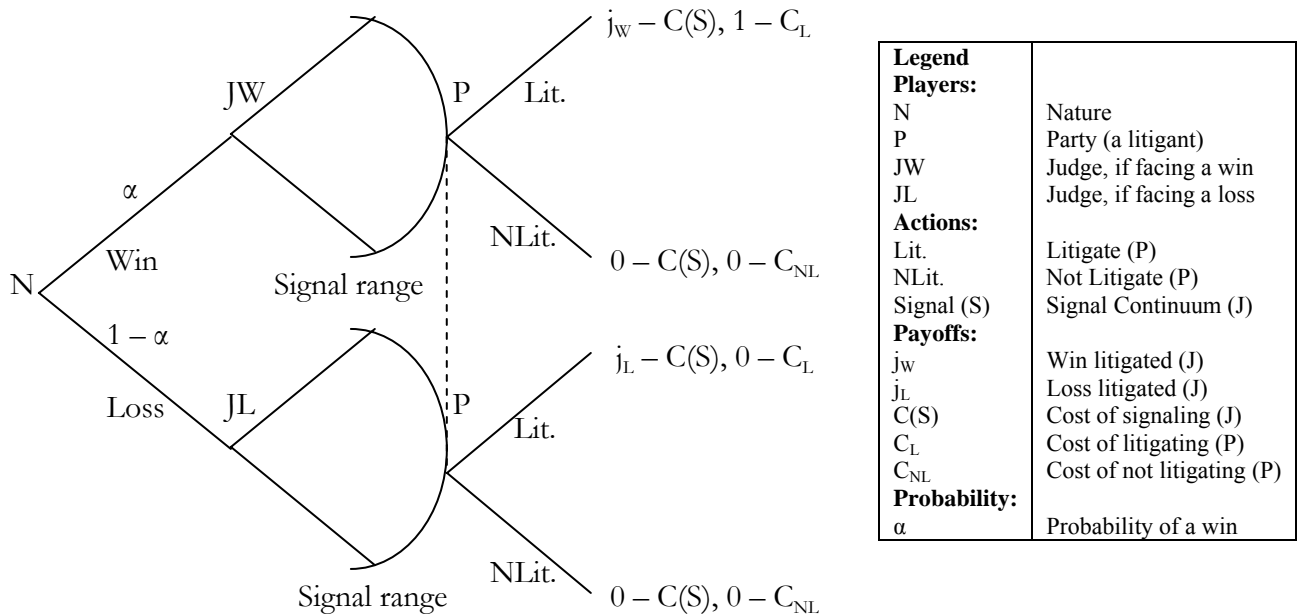 j_W – C(S), 1 – C_L
JW
P
Lit.
α
NLit.
Win
0 – C(S), 0 – C_NL
Signal range
N
1 – α
j_L – C(S), 0 – C_L
Loss
JL
P
Lit.
NLit.
0 – C(S), 0 – C_NL
Signal range
Legend
Players:
N Nature
P Party (a litigant)
JW Judge, if facing a win
JL Judge, if facing a loss
Actions:
Lit. Litigate (P)
NLit. Not Litigate (P)
Signal (S) Signal Continuum (J)
Payoffs:
j_W Win litigated (J)
j_L Loss litigated (J)
C(S) Cost of signaling (J)
C_L Cost of litigating (P)
C_NL Cost of not litigating (P)
Probability:
α Probability of a win